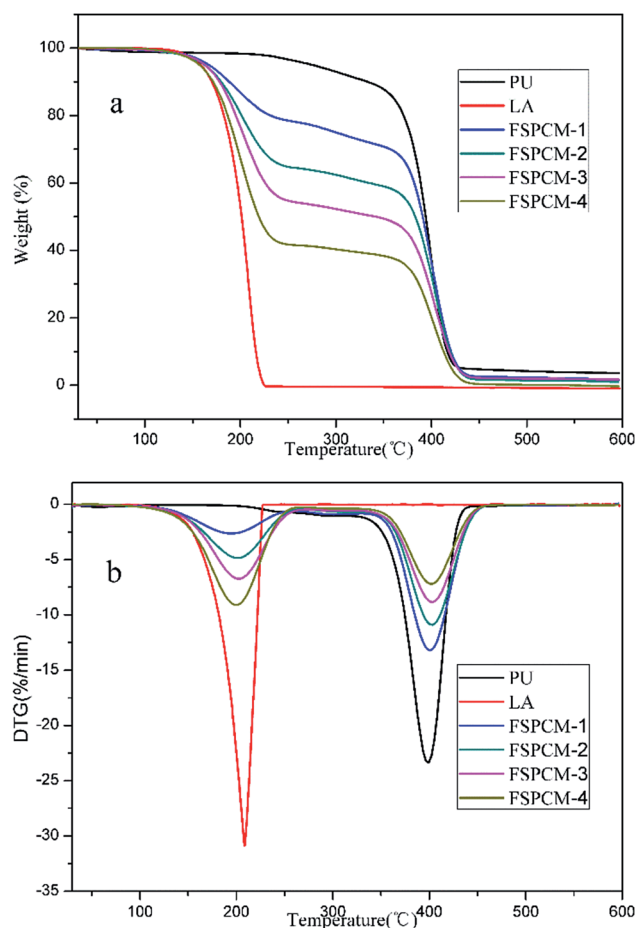 100
80
60
40
20
0
Weight (%)
a
PU
LA
FSPCM-1
FSPCM-2
FSPCM-3
FSPCM-4
100 200 300 400 500 600
Temperature(℃)
0
-5
-10
-15
-20
-25
-30
-35
DTG(%/min)
b
PU
LA
FSPCM-1
FSPCM-2
FSPCM-3
FSPCM-4
100 200 300 400 500 600
Temperature(℃)